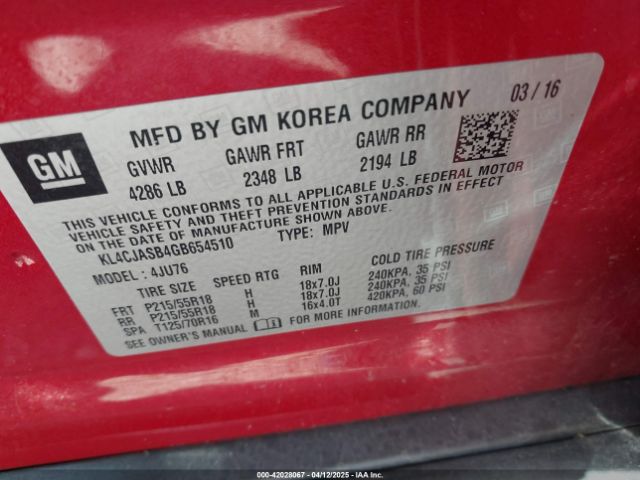 GM
MFD BY GM KOREA COMPANY 03 / 16
GVWR GAWR FRT GAWR RR
4286 LB 2348 LB 2194 LB
THIS VEHICLE CONFORMS TO ALL APPLICABLE U.S. FEDERAL MOTOR
VEHICLE SAFETY AND THEFT PREVENTION STANDARDS IN EFFECT
ON THE DATE OF MANUFACTURE SHOWN ABOVE.
KL4CJASB4GB654510 TYPE: MPV
MODEL: 4JU76
TIRE SIZE SPEED RTG RIM COLD TIRE PRESSURE
FRT P215/55R18 H 18x7.0J 240KPA, 35 PSI
RR P215/55R18 H 18x7.0J 240KPA, 35 PSI
SPA T125/70R16 M 16x4.0T 420KPA, 60 PSI
SEE OWNER'S MANUAL FOR MORE INFORMATION.
000-42028067 - 04/12/2025 - IAAI.COM